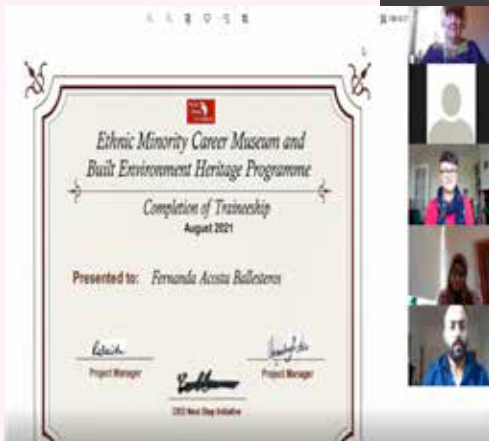 Ethnic Minority Career Museum and
Built Environment Heritage Programme
Completion of Traineeship
August 2021
Presented to: Fernanda Acosta Ballesteros
Project Manager
Project Manager
CEO Next Step Initiative